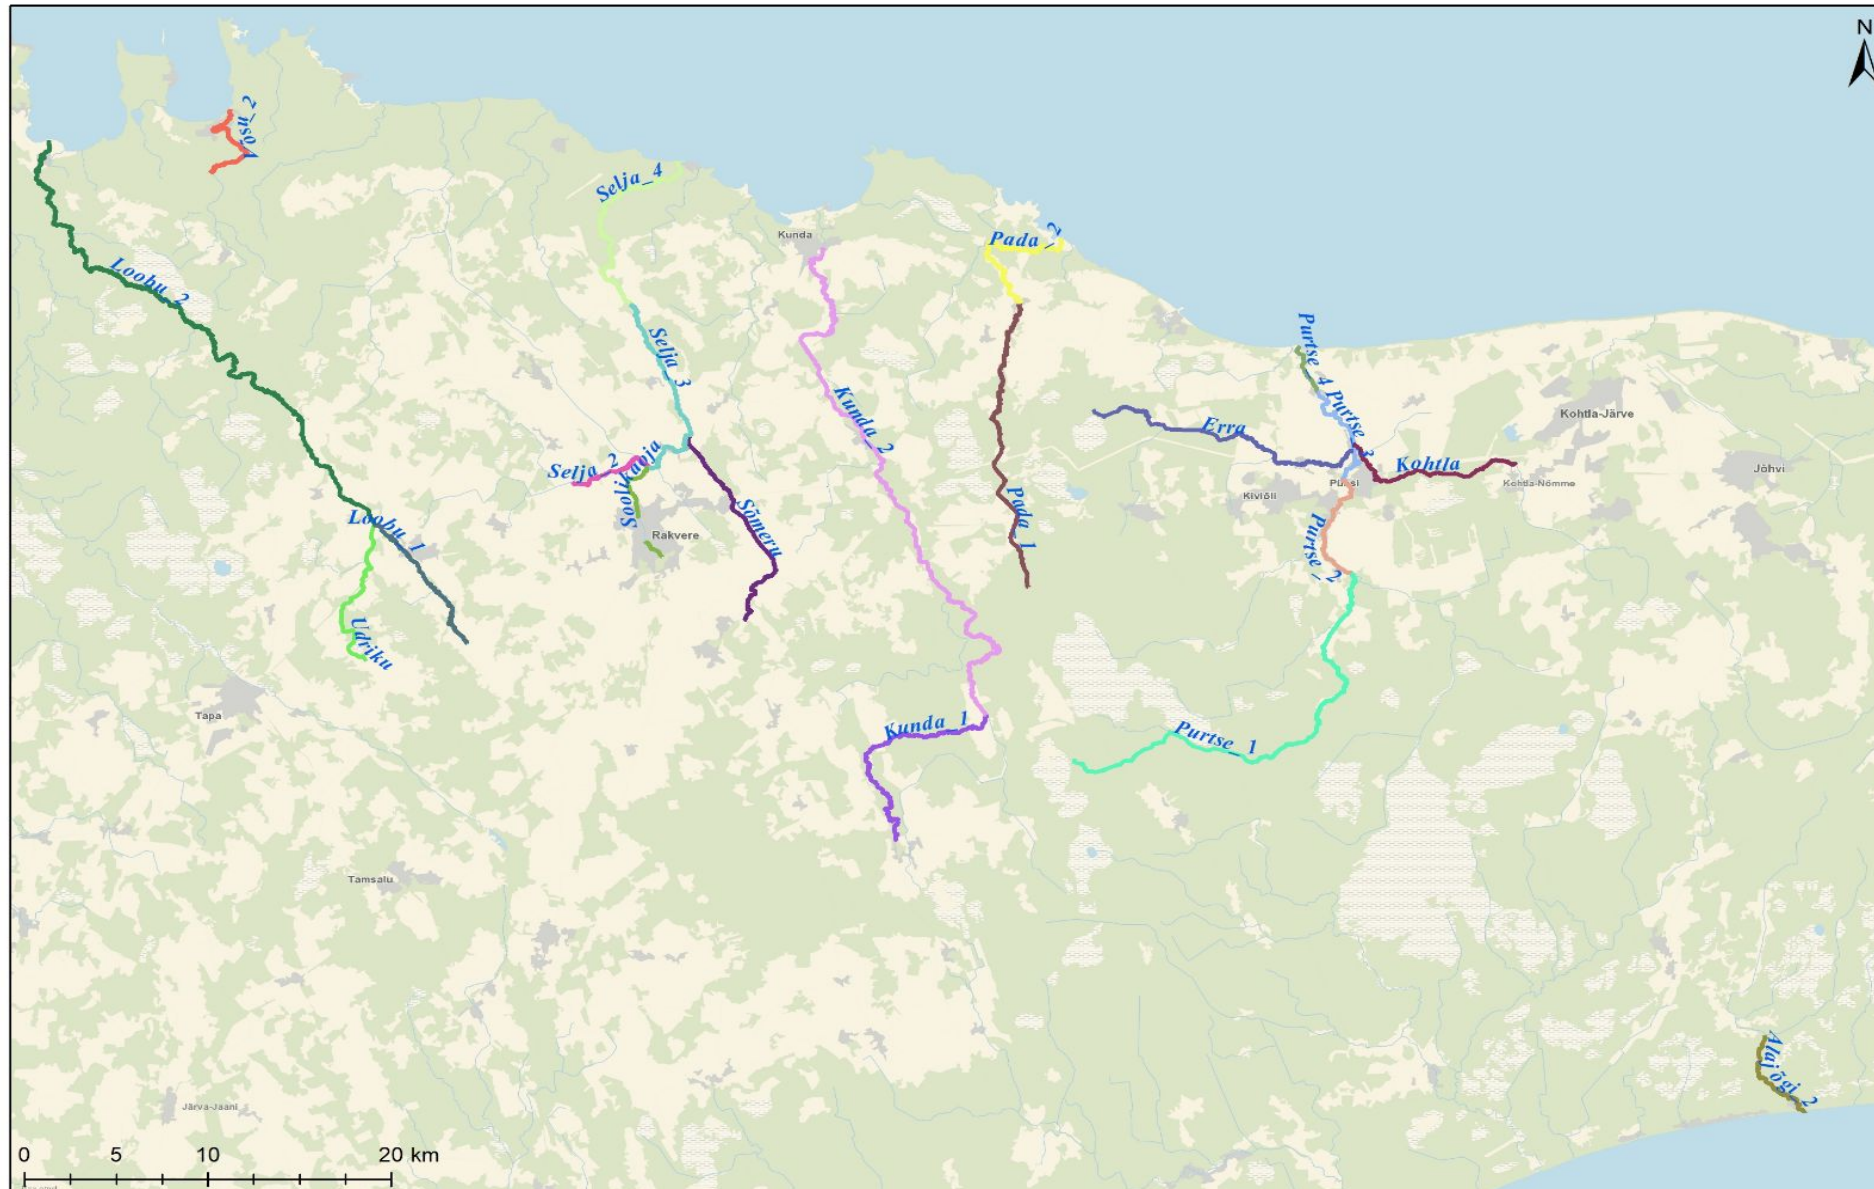 N
Võsu_2
Selja_4
Kunda
Pada_2
Loobu_2
Purtse_4
Selja_3
Purtse_3
Kohtla-Järve
Kunda_2
Erra
Selja_2
Kohtla
Jõhvi
Soolikaoja
Kohtla-Nõmme
Püssi
Kiviõli
Pada_1
Loobu_1
Sõmeru
Rakvere
Purtse_2
Udriku
Tapa
Kunda_1
Purtse_1
Tamsalu
Alajõgi_2
Järva-Jaani
0 5 10 20 km